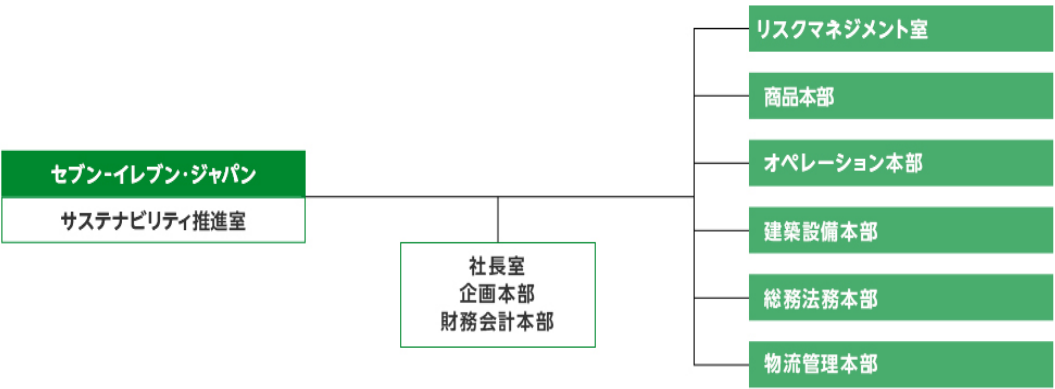 セブン-イレブン・ジャパン
サステナビリティ推進室
社長室
企画本部
財務会計本部
リスクマネジメント室
商品本部
オペレーション本部
建築設備本部
総務法務本部
物流管理本部